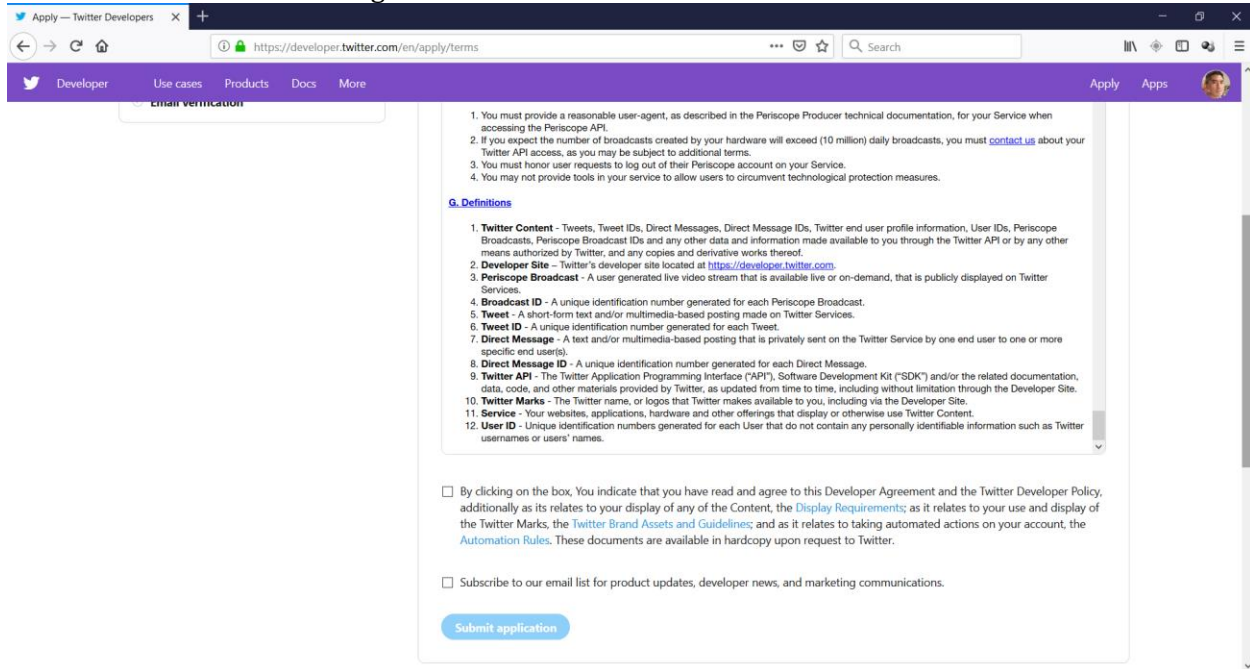 Apply — Twitter Developers
https://developer.twitter.com/en/apply/terms
Search
Developer Use cases Products Docs More Apply Apps
Email verification
1. You must provide a reasonable user-agent, as described in the Periscope Producer technical documentation, for your Service when
accessing the Periscope API.
2. If you expect the number of broadcasts created by your hardware will exceed (10 million) daily broadcasts, you must contact us about your
Twitter API access, as you may be subject to additional terms.
3. You must honor user requests to log out of their Periscope account on your Service.
4. You may not provide tools in your service to allow users to circumvent technological protection measures.
G. Definitions
1. Twitter Content - Tweets, Tweet IDs, Direct Messages, Direct Message IDs, Twitter end user profile information, User IDs, Periscope
Broadcasts, Periscope Broadcast IDs and any other data and information made available to you through the Twitter API or by any other
means authorized by Twitter, and any copies and derivative works thereof.
2. Developer Site – Twitter's developer site located at https://developer.twitter.com.
3. Periscope Broadcast - A user generated live video stream that is available live or on-demand, that is publicly displayed on Twitter
Services.
4. Broadcast ID - A unique identification number generated for each Periscope Broadcast.
5. Tweet - A short-form text and/or multimedia-based posting made on Twitter Services.
6. Tweet ID - A unique identification number generated for each Tweet.
7. Direct Message - A text and/or multimedia-based posting that is privately sent on the Twitter Service by one end user to one or more
specific end user(s).
8. Direct Message ID - A unique identification number generated for each Direct Message.
9. Twitter API - The Twitter Application Programming Interface ("API"), Software Development Kit ("SDK") and/or the related documentation,
data, code, and other materials provided by Twitter, as updated from time to time, including without limitation through the Developer Site.
10. Twitter Marks - The Twitter name, or logos that Twitter makes available to you, including via the Developer Site.
11. Service - Your websites, applications, hardware and other offerings that display or otherwise use Twitter Content.
12. User ID - Unique identification numbers generated for each User that do not contain any personally identifiable information such as Twitter
usernames or users' names.
By clicking on the box, You indicate that you have read and agree to this Developer Agreement and the Twitter Developer Policy,
additionally as its relates to your display of any of the Content, the Display Requirements; as it relates to your use and display of
the Twitter Marks, the Twitter Brand Assets and Guidelines; and as it relates to taking automated actions on your account, the
Automation Rules. These documents are available in hardcopy upon request to Twitter.
Subscribe to our email list for product updates, developer news, and marketing communications.
Submit application